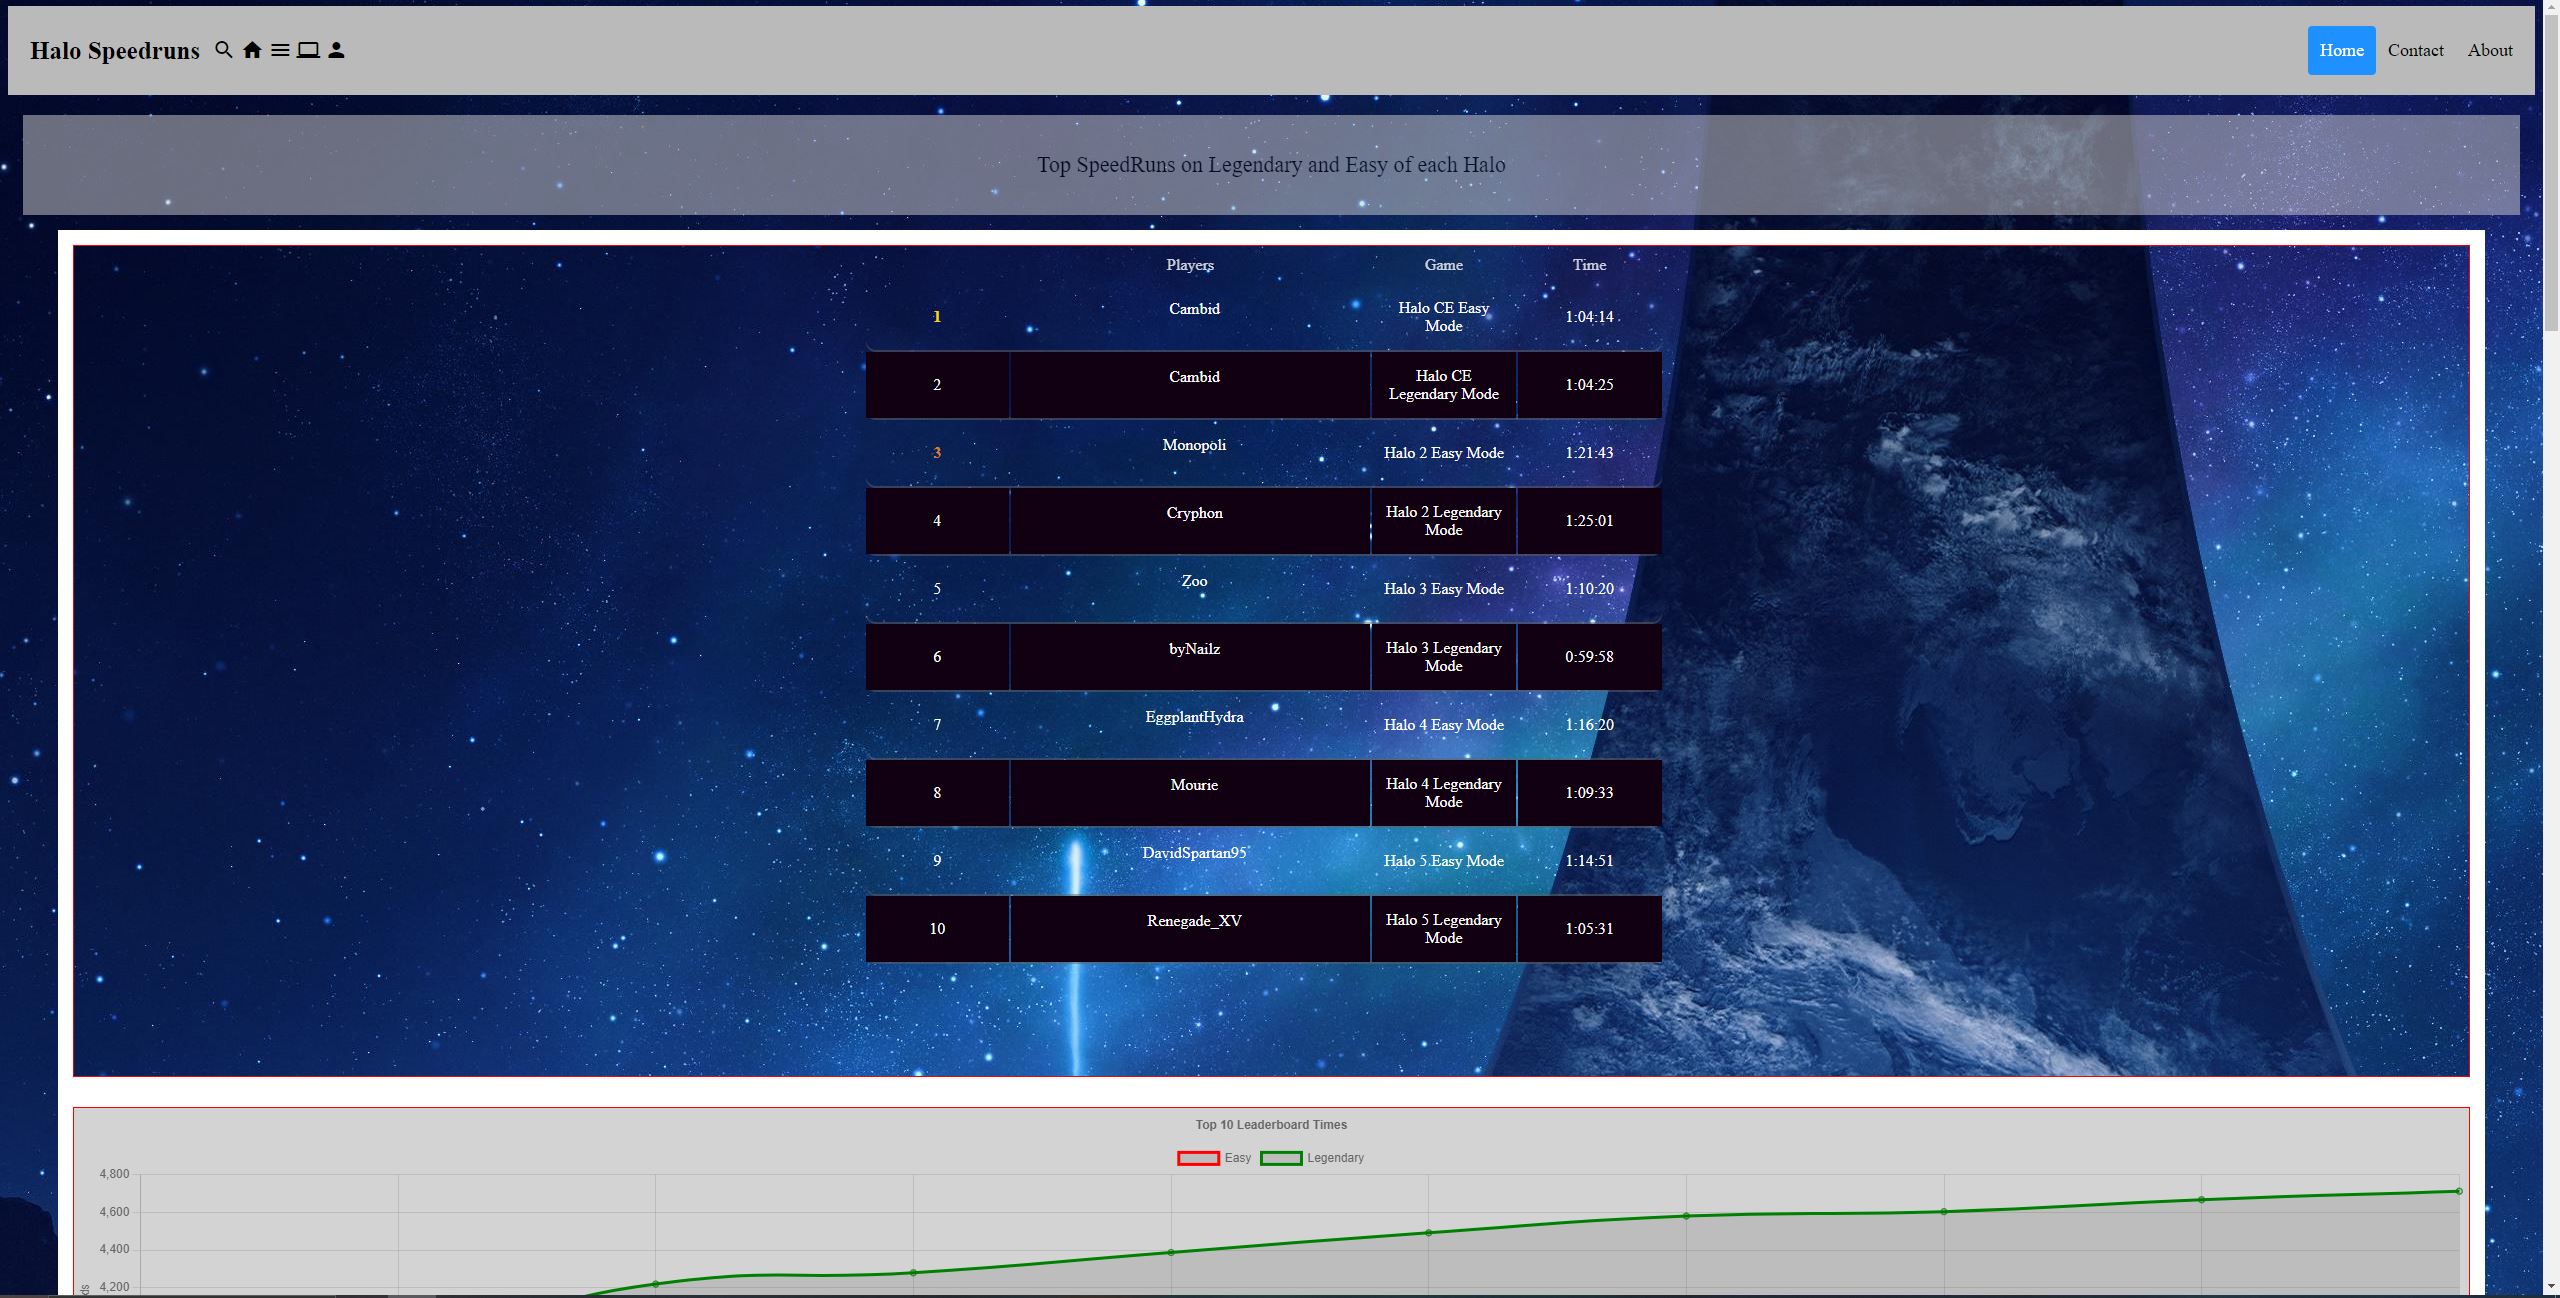 Halo Speedruns
Home Contact About
Top SpeedRuns on Legendary and Easy of each Halo
Players Game Time
1 Cambid Halo CE Easy Mode 1:04:14
2 Cambid Halo CE Legendary Mode 1:04:25
3 Monopoli Halo 2 Easy Mode 1:21:43
4 Cryphon Halo 2 Legendary Mode 1:25:01
5 Zoo Halo 3 Easy Mode 1:10:20
6 byNailz Halo 3 Legendary Mode 0:59:58
7 EggplantHydra Halo 4 Easy Mode 1:16:20
8 Mourie Halo 4 Legendary Mode 1:09:33
9 DavidSpartan95 Halo 5 Easy Mode 1:14:51
10 Renegade_XV Halo 5 Legendary Mode 1:05:31
Top 10 Leaderboard Times
Easy Legendary
4,800
4,600
4,400
4,200